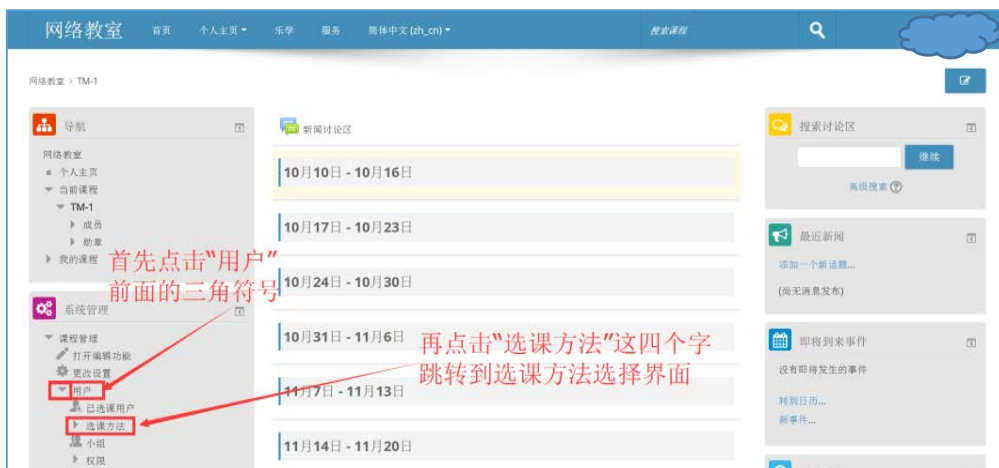 网络教室 首页 个人主页 乐学 服务 简体中文 (zh_cn) 搜索课程
网络教室 > TM-1
导航
网络教室
个人主页
当前课程
TM-1
成员
勋章
我的课程
首先点击“用户”
前面的三角符号
系统管理
课程管理
打开编辑功能
更改设置
用户
已选课用户
选课方法
小组
权限
新闻讨论区
10月10日 - 10月16日
10月17日 - 10月23日
10月24日 - 10月30日
10月31日 - 11月6日
再点击“选课方法”这四个字
跳转到选课方法选择界面
11月7日 - 11月13日
11月14日 - 11月20日
搜索讨论区
继续
高级搜索
最近新闻
添加一个新话题...
(尚无消息发布)
即将到来事件
没有即将发生的事件
转到日历...
新事件...